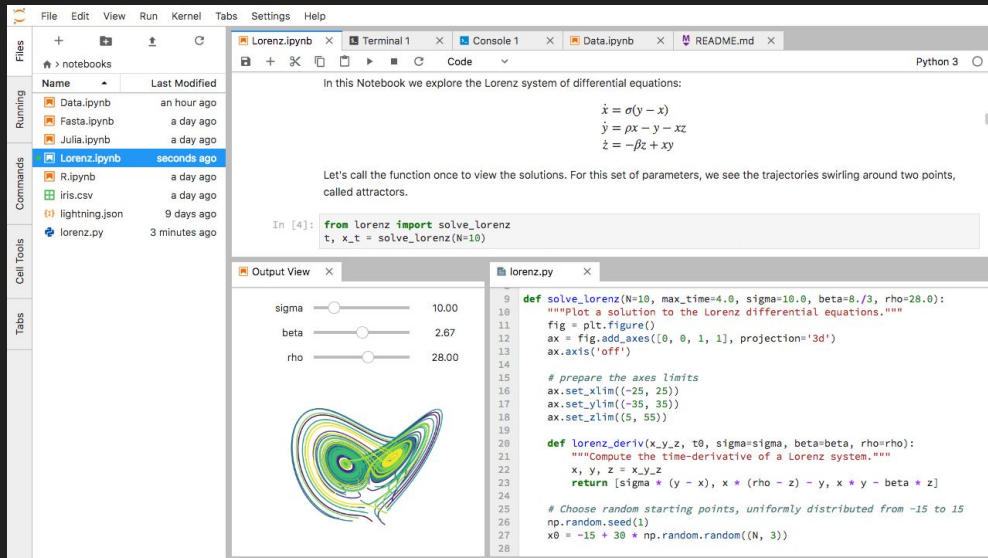 File Edit View Run Kernel Tabs Settings Help
Files
Running
Commands
Cell Tools
Tabs
notebooks
Name Last Modified
Data.ipynb an hour ago
Fasta.ipynb a day ago
Julia.ipynb a day ago
Lorenz.ipynb seconds ago
R.ipynb a day ago
iris.csv a day ago
lightning.json 9 days ago
lorenz.py 3 minutes ago
Lorenz.ipynb Terminal 1 Console 1 Data.ipynb README.md
Code Python 3
In this Notebook we explore the Lorenz system of differential equations:
ẋ = σ(y − x)
ẏ = ρx − y − xz
ż = −βz + xy
Let's call the function once to view the solutions. For this set of parameters, we see the trajectories swirling around two points,
called attractors.
In [4]: from lorenz import solve_lorenz
t, x_t = solve_lorenz(N=10)
Output View
sigma 10.00
beta 2.67
rho 28.00
lorenz.py
9 def solve_lorenz(N=10, max_time=4.0, sigma=10.0, beta=8./3, rho=28.0):
10 """Plot a solution to the Lorenz differential equations."""
11 fig = plt.figure()
12 ax = fig.add_axes([0, 0, 1, 1], projection='3d')
13 ax.axis('off')
14
15 # prepare the axes limits
16 ax.set_xlim((-25, 25))
17 ax.set_ylim((-35, 35))
18 ax.set_zlim((5, 55))
19
20 def lorenz_deriv(x_y_z, t0, sigma=sigma, beta=beta, rho=rho):
21 """Compute the time-derivative of a Lorenz system."""
22 x, y, z = x_y_z
23 return [sigma * (y - x), x * (rho - z) - y, x * y - beta * z]
24
25 # Choose random starting points, uniformly distributed from -15 to 15
26 np.random.seed(1)
27 x0 = -15 + 30 * np.random.random((N, 3))
28